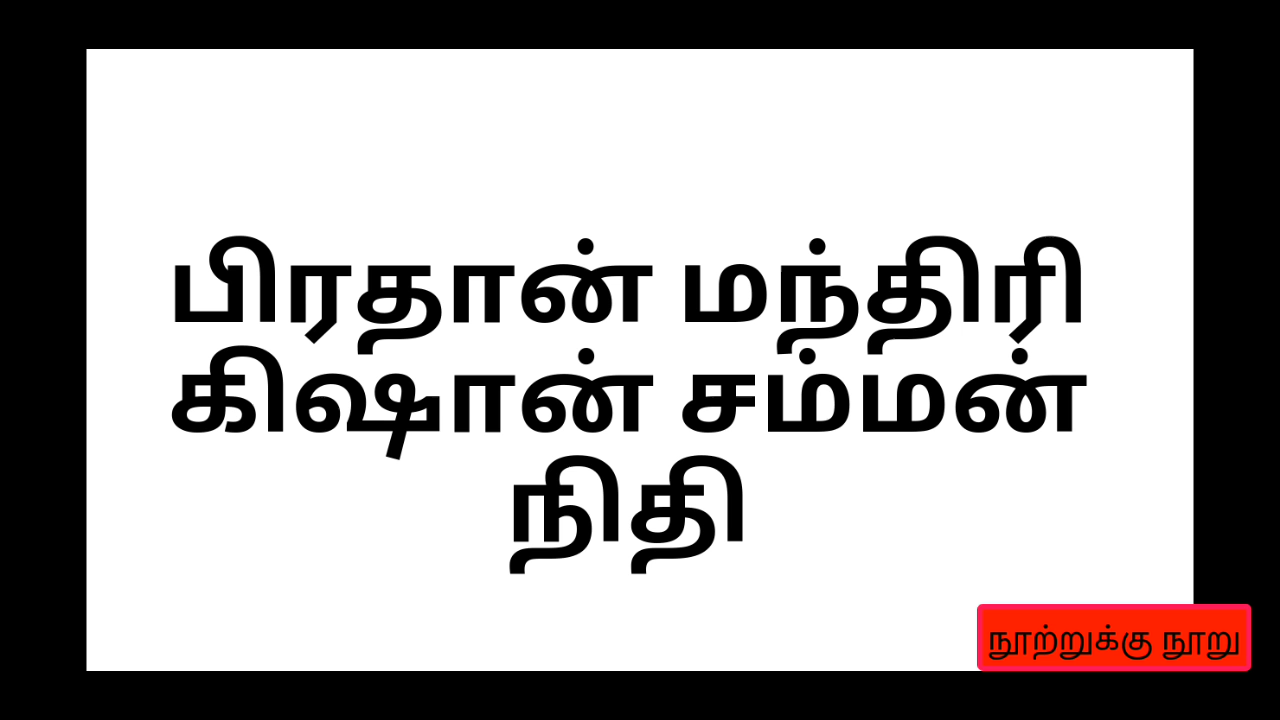 பிரதான் மந்திரி
கிஷான் சம்மன்
நிதி
நூற்றுக்கு நூறு